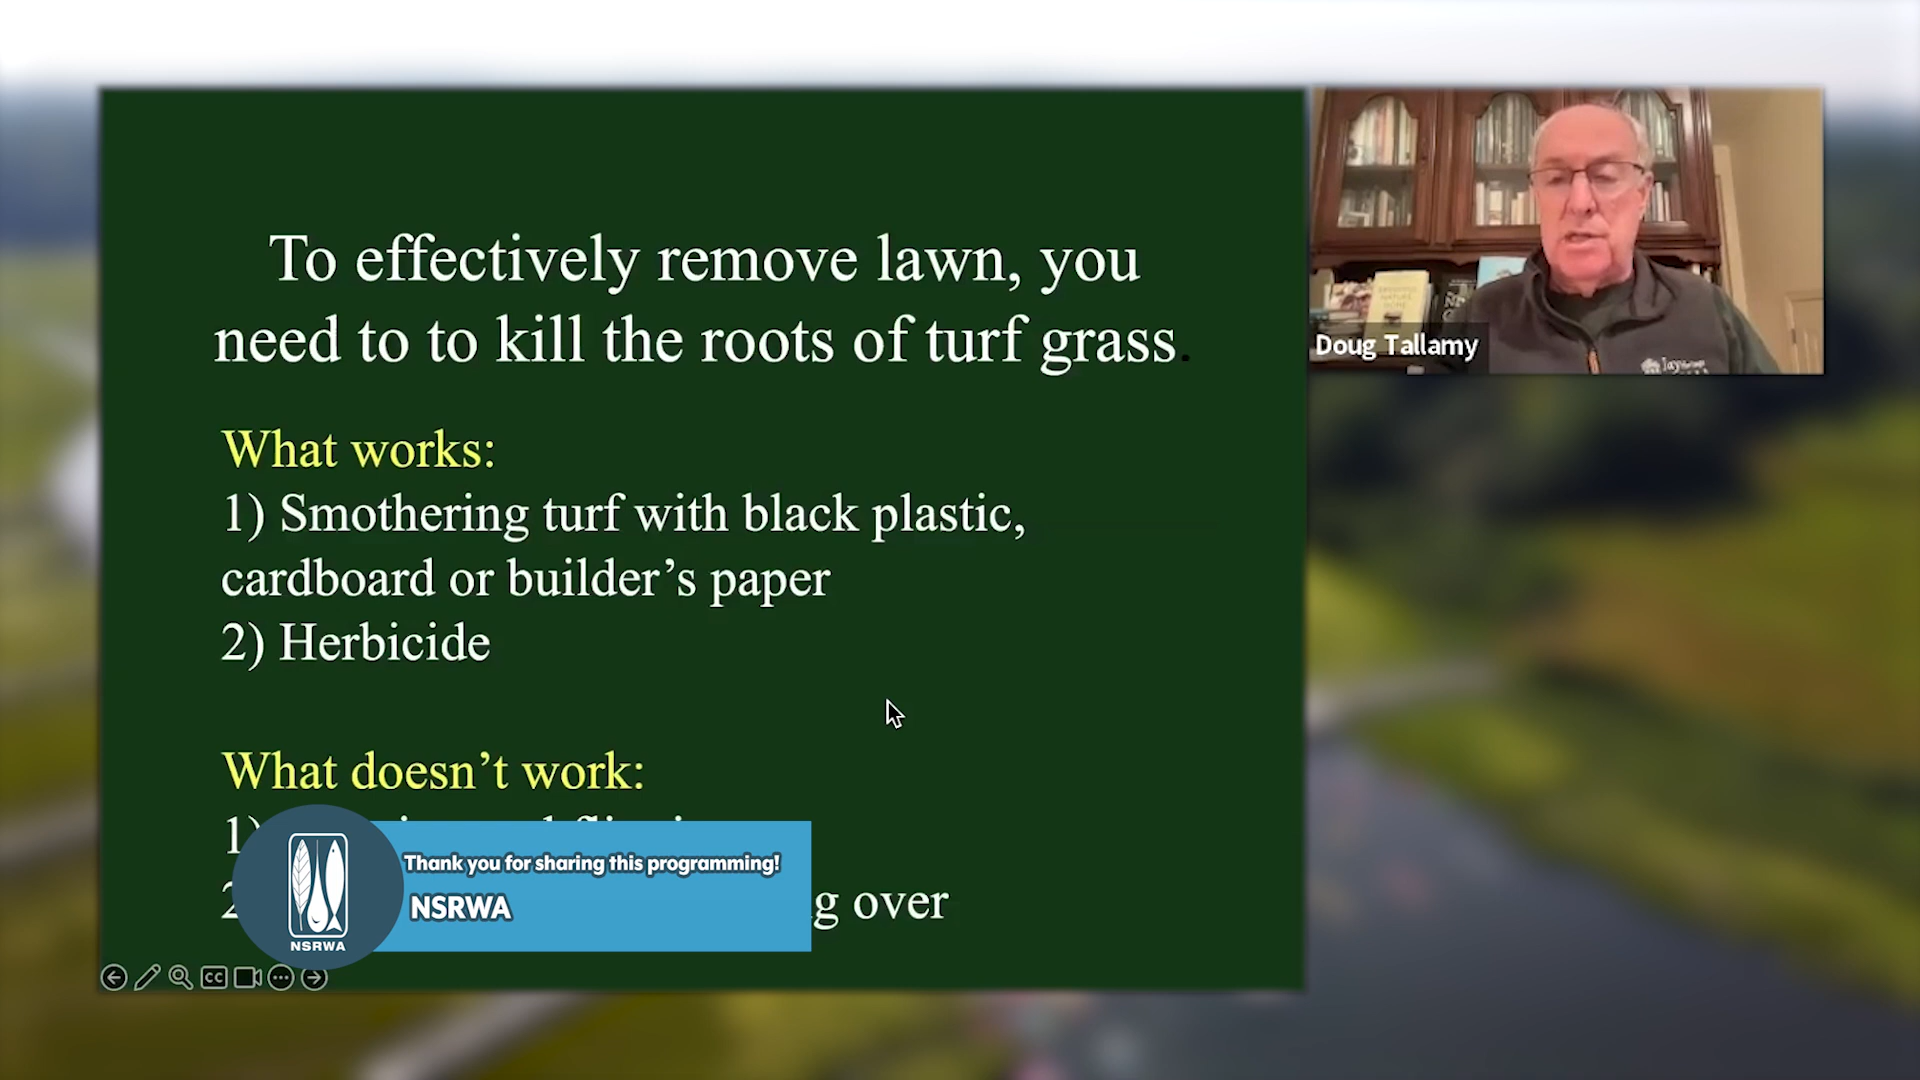 To effectively remove lawn, you
need to to kill the roots of turf grass.
What works:
1) Smothering turf with black plastic,
cardboard or builder's paper
2) Herbicide
What doesn't work:
1)
2
g over
Thank you for sharing this programming!
NSRWA
NSRWA
CC
Doug Tallamy